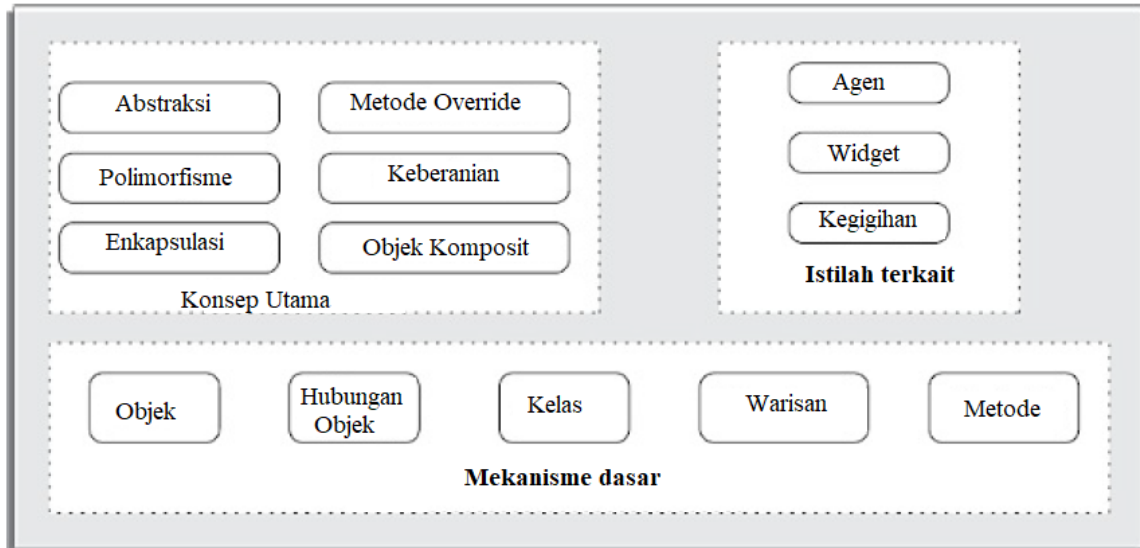 Abstraksi
Metode Override
Polimorfisme
Keberanian
Enkapsulasi
Objek Komposit
Konsep Utama
Agen
Widget
Kegigihan
Istilah terkait
Objek
Hubungan
Objek
Kelas
Warisan
Metode
Mekanisme dasar